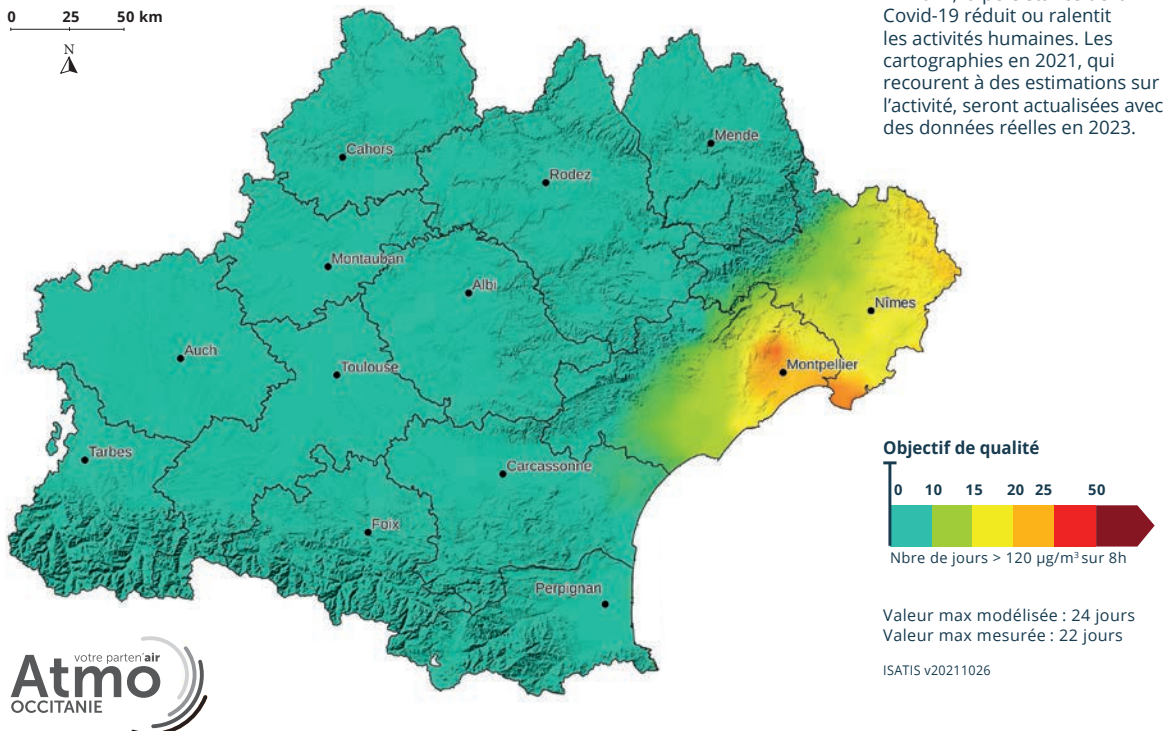 0 25 50 km
N
Covid-19 réduit ou ralentit
les activités humaines. Les
cartographies en 2021, qui
recourent à des estimations sur
l'activité, seront actualisées avec
des données réelles en 2023.
Mende
Cahors
Rodez
Montauban
Albi
Nîmes
Auch
Toulouse
Montpellier
Tarbes
Carcassonne
Foix
Perpignan
Objectif de qualité
0 10 15 20 25 50
Nbre de jours > 120 µg/m³ sur 8h
Valeur max modélisée : 24 jours
Valeur max mesurée : 22 jours
ISATIS v20211026
votre parten'air
Atmo
OCCITANIE